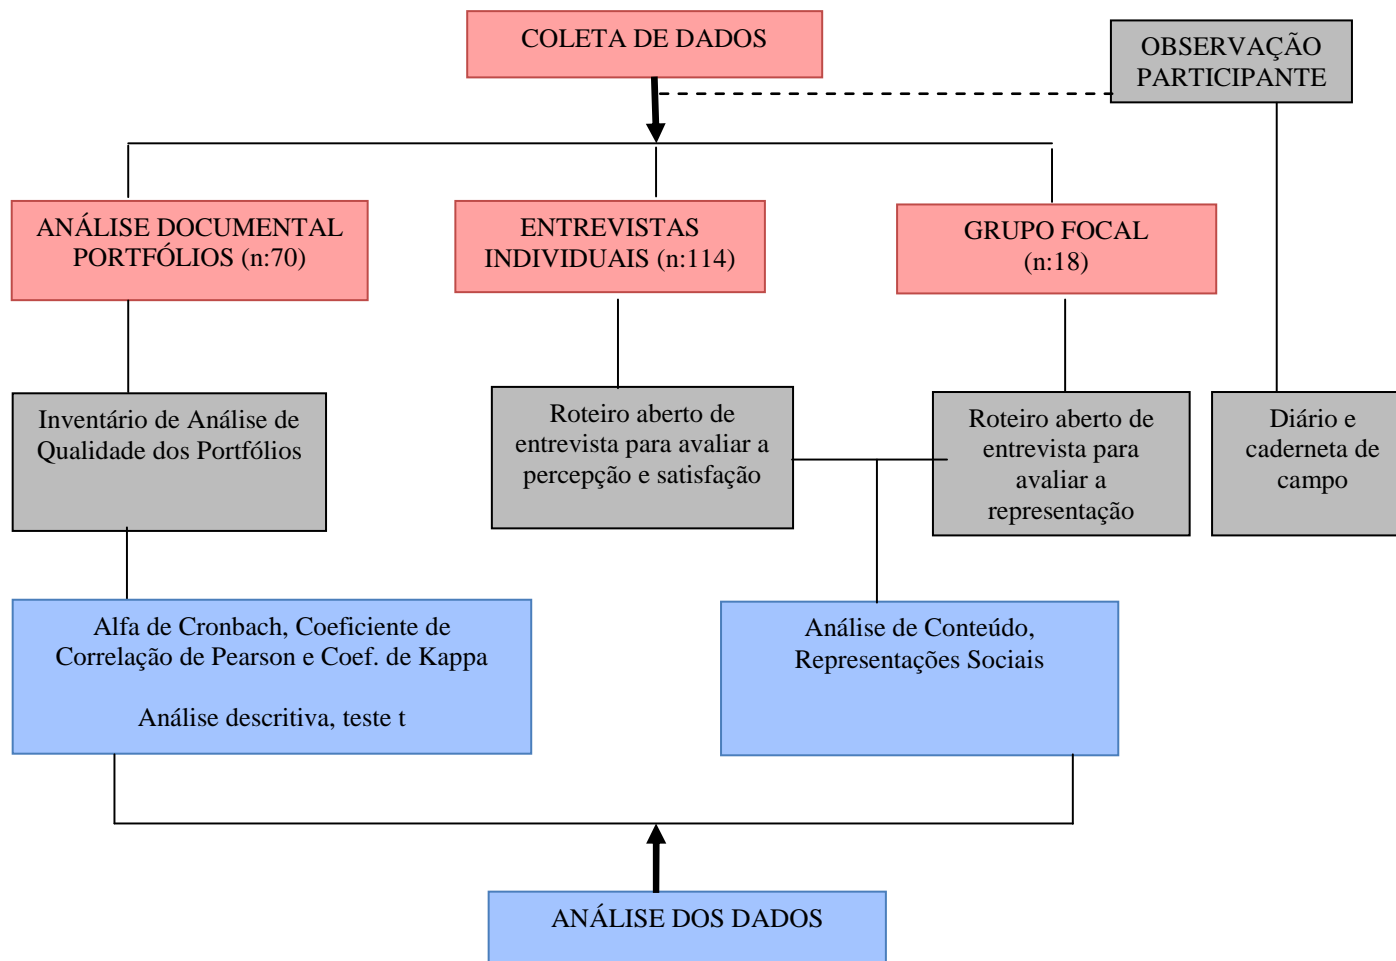 COLETA DE DADOS
OBSERVAÇÃO
PARTICIPANTE
ANÁLISE DOCUMENTAL
PORTFÓLIOS (n:70)
ENTREVISTAS
INDIVIDUAIS (n:114)
GRUPO FOCAL
(n:18)
Inventário de Análise de
Qualidade dos Portfólios
Roteiro aberto de
entrevista para avaliar a
percepção e satisfação
Roteiro aberto de
entrevista para
avaliar a
representação
Diário e
caderneta de
campo
Alfa de Cronbach, Coeficiente de
Correlação de Pearson e Coef. de Kappa
Análise descritiva, teste t
Análise de Conteúdo,
Representações Sociais
ANÁLISE DOS DADOS